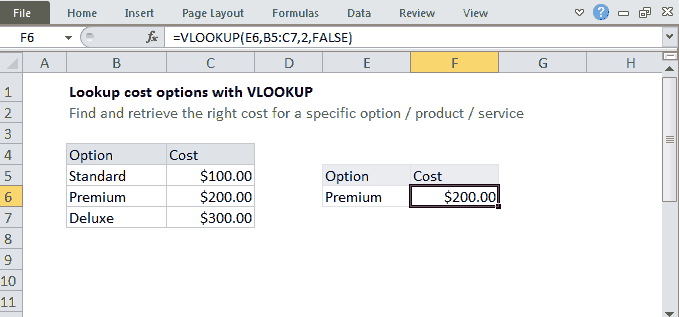 File Home Insert Page Layout Formulas Data Review View
F6 fx =VLOOKUP(E6,B5:C7,2,FALSE)
A B C D E F G H
1 Lookup cost options with VLOOKUP
2 Find and retrieve the right cost for a specific option / product / service
3
4 Option Cost
5 Standard $100.00 Option Cost
6 Premium $200.00 Premium $200.00
7 Deluxe $300.00
8
9
10
11